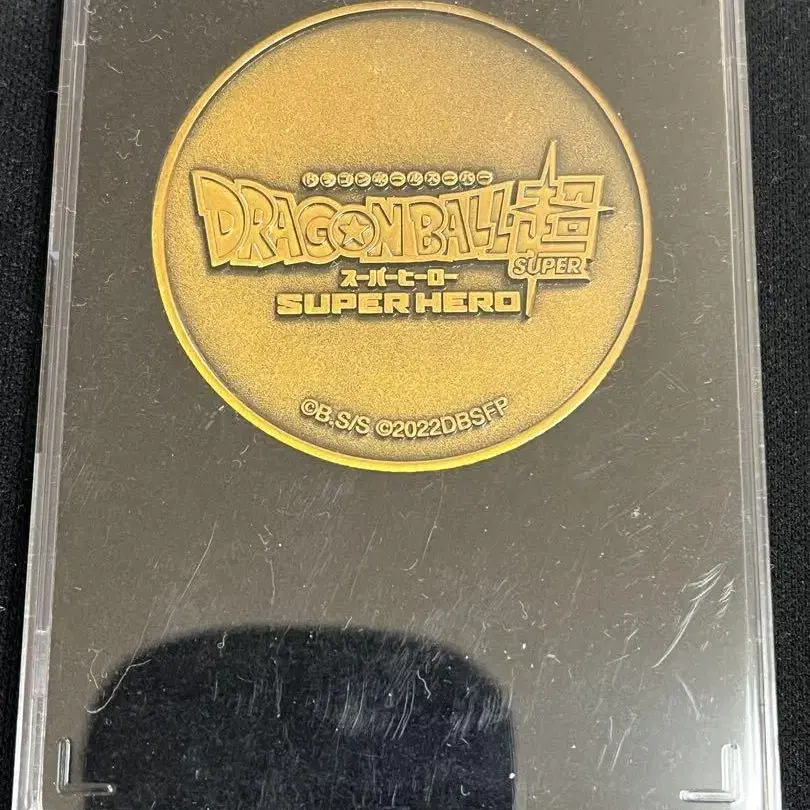 ドラゴンボールスーパー
DRAGONBALL超
SUPER
スーパーヒーロー
SUPER HERO
©B.S/S ©2022DBSFP